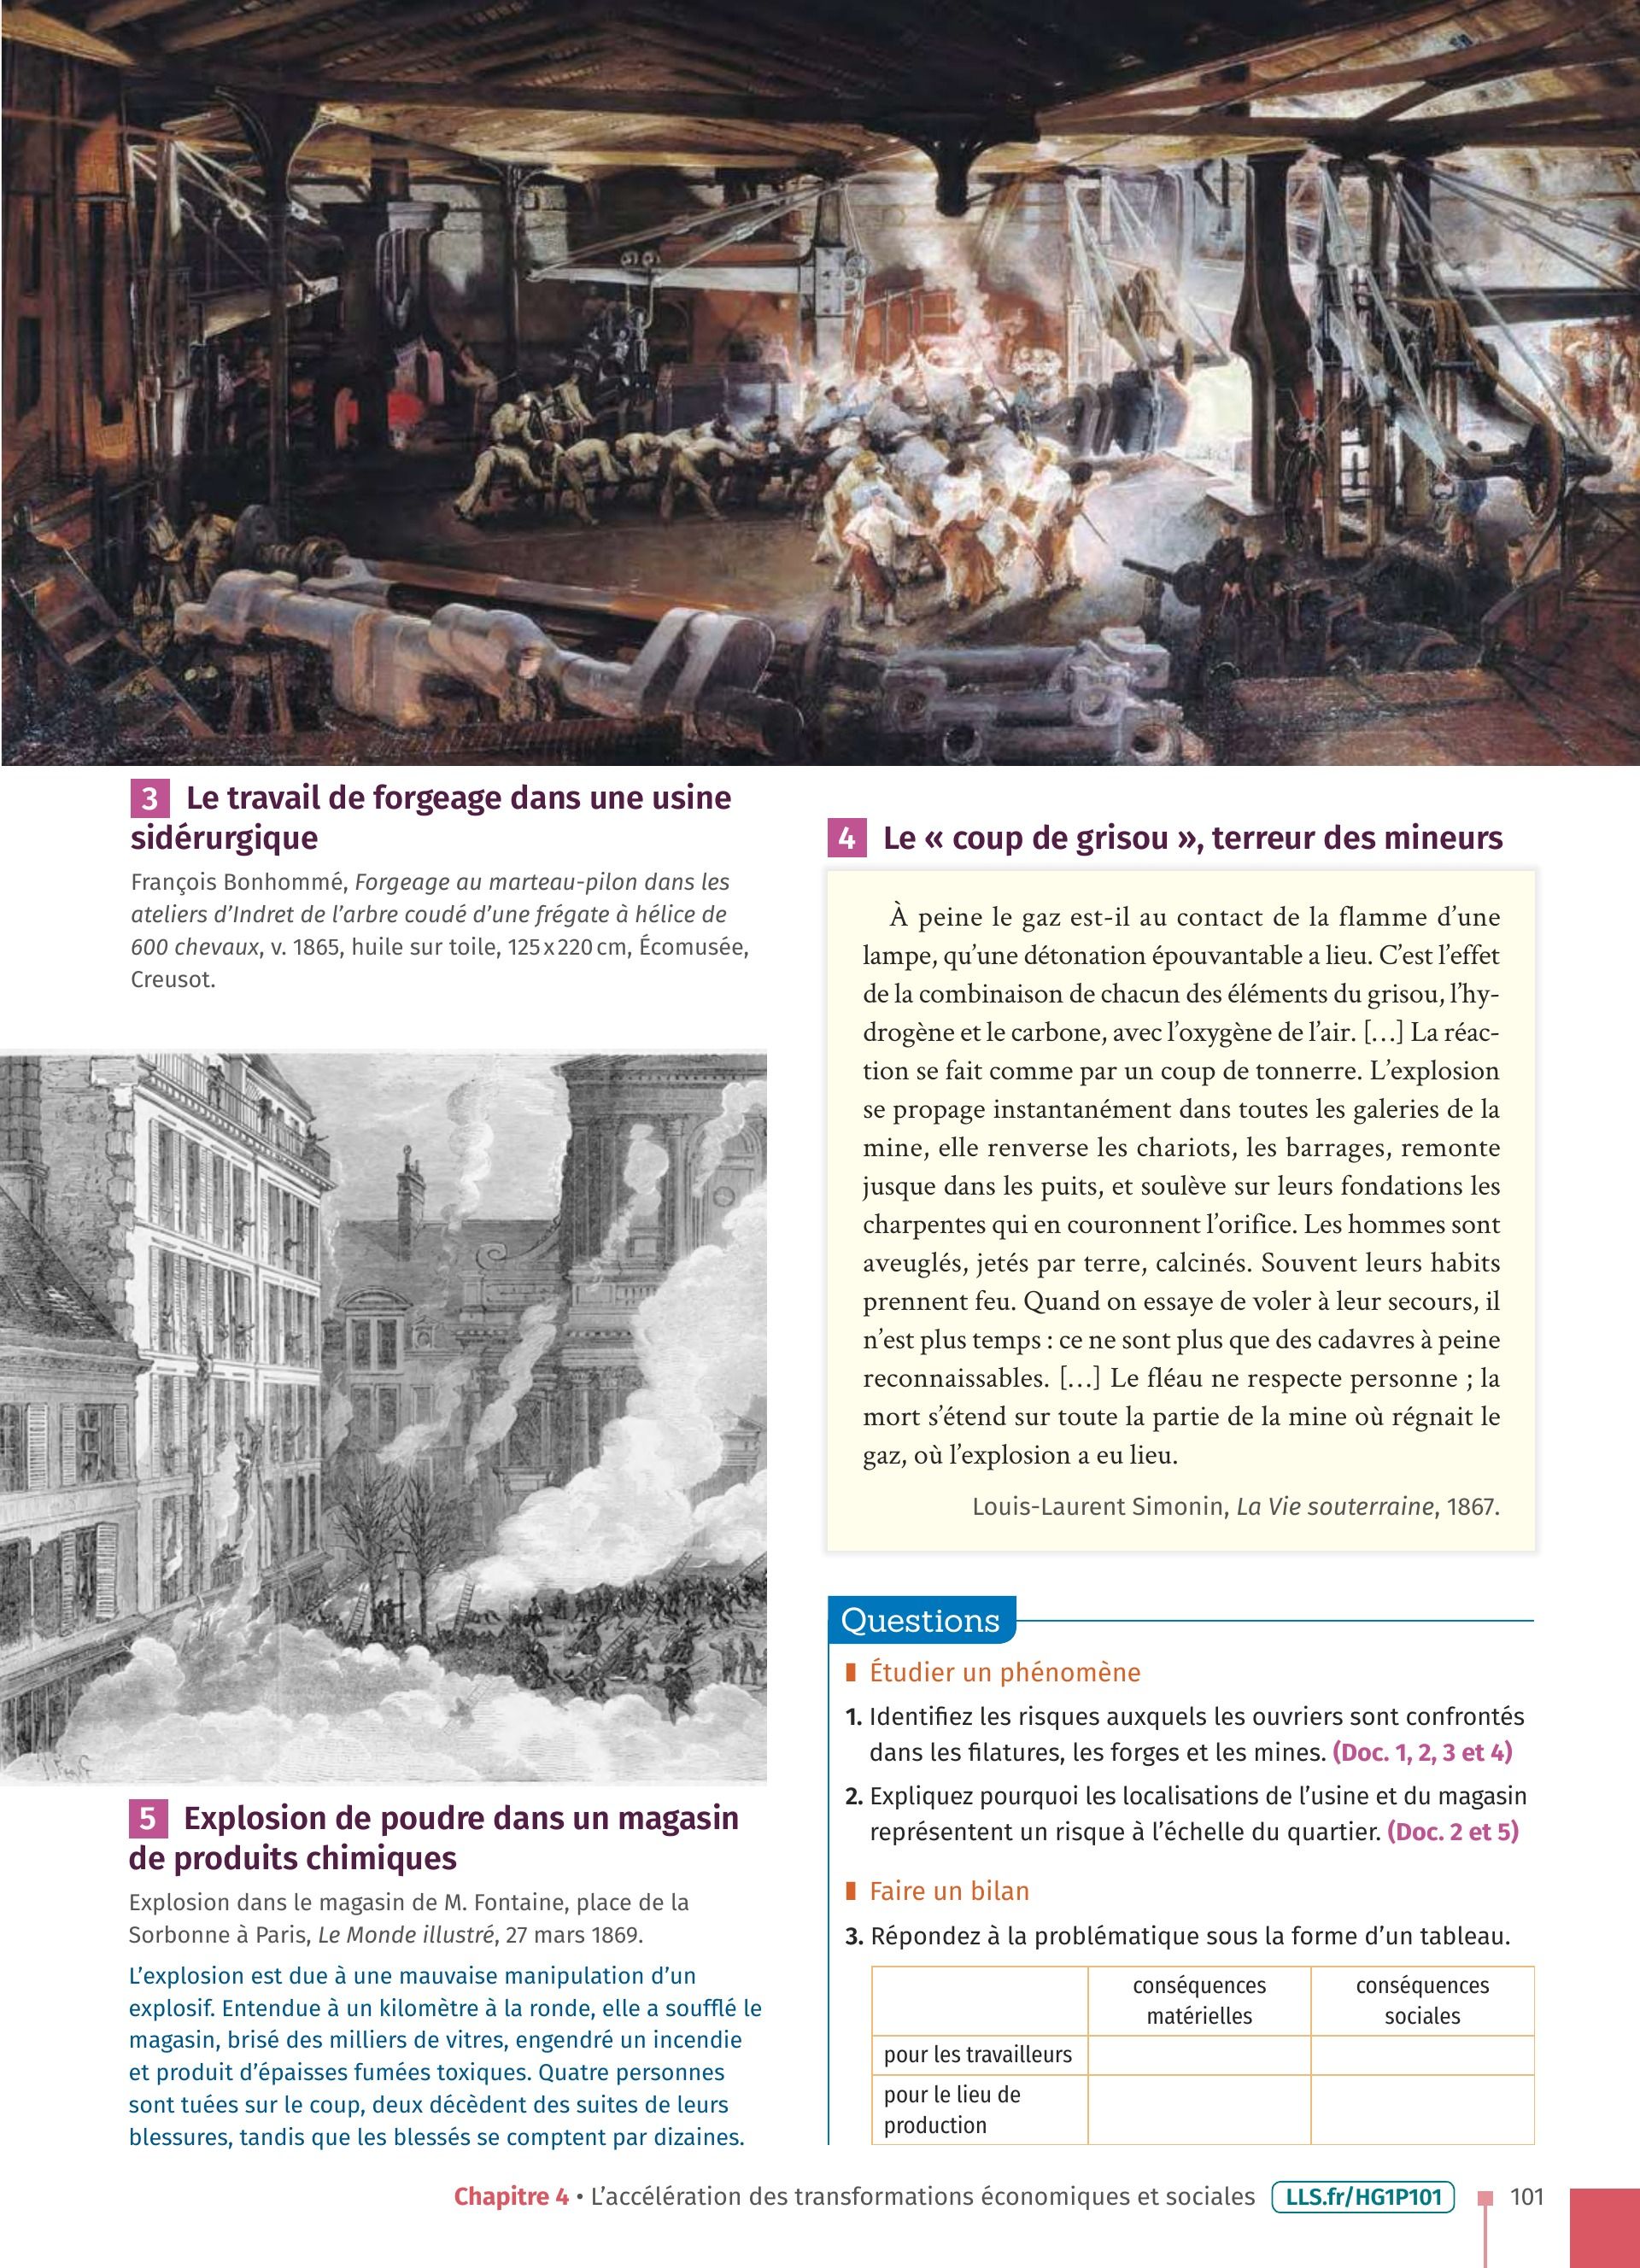 3 Le travail de forgeage dans une usine
sidérurgique
François Bonhommé, Forgeage au marteau-pilon dans les
ateliers d’Indret de l’arbre coudé d’une frégate à hélice de
600 chevaux, v. 1865, huile sur toile, 125 x 220 cm, Écomusée,
Creusot.
4 Le « coup de grisou », terreur des mineurs
À peine le gaz est-il au contact de la flamme d’une
lampe, qu’une détonation épouvantable a lieu. C’est l’effet
de la combinaison de chacun des éléments du grisou, l’hy-
drogène et le carbone, avec l’oxygène de l’air. […] La réac-
tion se fait comme par un coup de tonnerre. L’explosion
se propage instantanément dans toutes les galeries de la
mine, elle renverse les chariots, les barrages, remonte
jusque dans les puits, et soulève sur leurs fondations les
charpentes qui en couronnent l’orifice. Les hommes sont
aveuglés, jetés par terre, calcinés. Souvent leurs habits
prennent feu. Quand on essaye de voler à leur secours, il
n’est plus temps : ce ne sont plus que des cadavres à peine
reconnaissables. […] Le fléau ne respecte personne ; la
mort s’étend sur toute la partie de la mine où régnait le
gaz, où l’explosion a eu lieu.
Louis-Laurent Simonin, La Vie souterraine, 1867.
5 Explosion de poudre dans un magasin
de produits chimiques
Explosion dans le magasin de M. Fontaine, place de la
Sorbonne à Paris, Le Monde illustré, 27 mars 1869.
L’explosion est due à une mauvaise manipulation d’un
explosif. Entendue à un kilomètre à la ronde, elle a soufflé le
magasin, brisé des milliers de vitres, engendré un incendie
et produit d’épaisses fumées toxiques. Quatre personnes
sont tuées sur le coup, deux décèdent des suites de leurs
blessures, tandis que les blessés se comptent par dizaines.
Questions
Étudier un phénomène
1. Identifiez les risques auxquels les ouvriers sont confrontés
dans les filatures, les forges et les mines. (Doc. 1, 2, 3 et 4)
2. Expliquez pourquoi les localisations de l’usine et du magasin
représentent un risque à l’échelle du quartier. (Doc. 2 et 5)
Faire un bilan
3. Répondez à la problématique sous la forme d’un tableau.
conséquences
matérielles
conséquences
sociales
pour les travailleurs
pour le lieu de
production
Chapitre 4 • L’accélération des transformations économiques et sociales LLS.fr/HG1P101 101